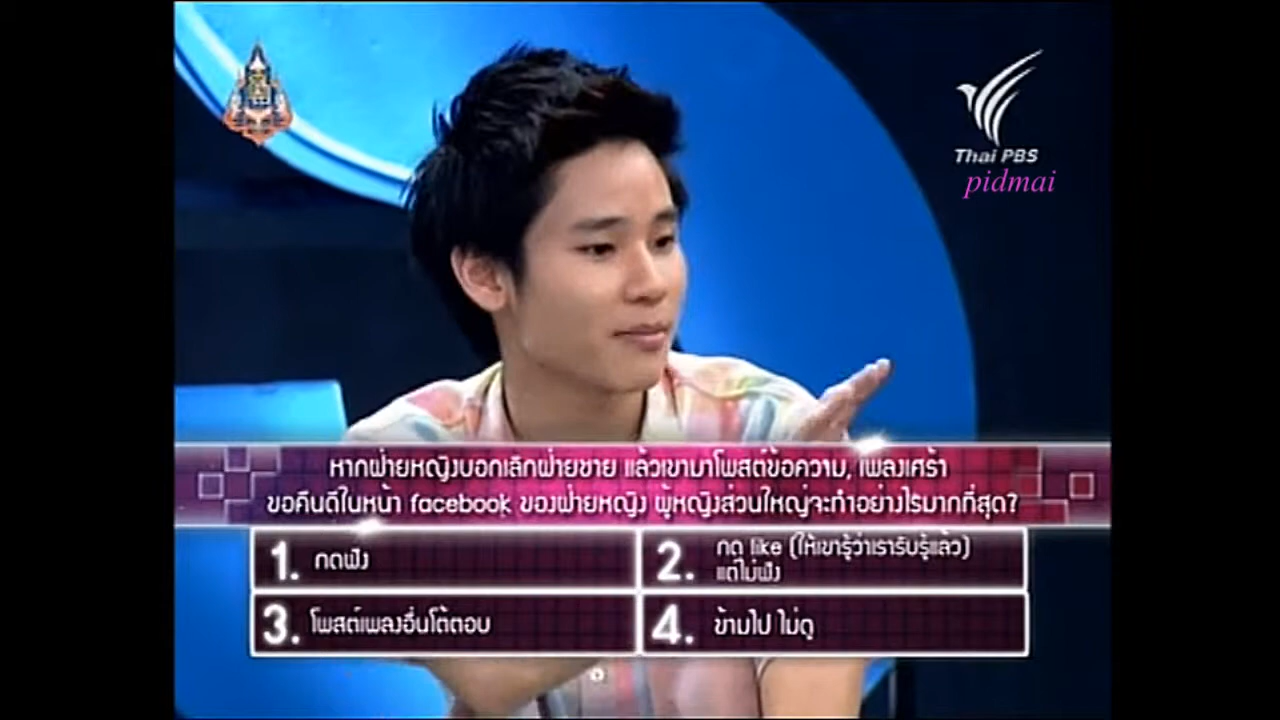 Thai PBS
pidmai
หากฝ่ายหญิงบอกเลิกฝ่ายชาย แล้วเขามาโพสต์ข้อความ, เพลงเศร้า
ขอคืนดีในหน้า facebook ของฝ่ายหญิง ผู้หญิงส่วนใหญ่จะทำอย่างไรมากที่สุด?
1. กดฟัง
2. กด like (ให้เขารู้ว่าเรารับรู้แล้ว)
แต่ไม่ฟัง
3. โพสต์เพลงอื่นโต้ตอบ
4. ข้ามไป ไม่ดู